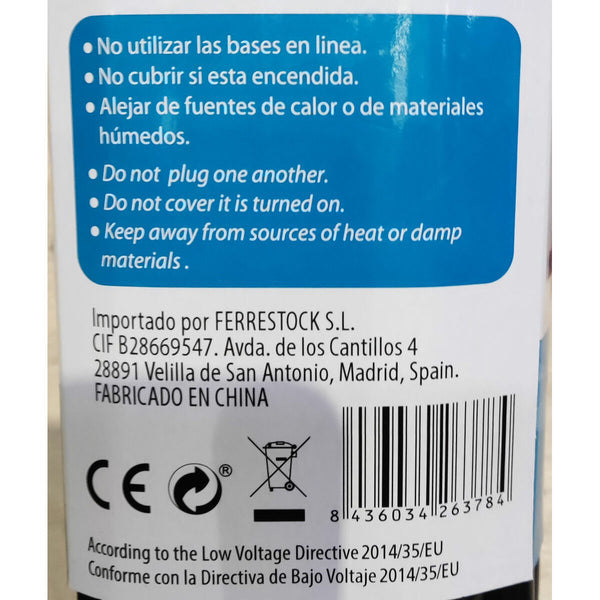 • No utilizar las bases en linea.
• No cubrir si esta encendida.
• Alejar de fuentes de calor o de materiales
húmedos.
• Do not plug one another.
• Do not cover it is turned on.
• Keep away from sources of heat or damp
materials .
Importado por FERRESTOCK S.L.
CIF B28669547. Avda. de los Cantillos 4
28891 Velilla de San Antonio, Madrid, Spain.
FABRICADO EN CHINA
CE ®
8 436034 263784
According to the Low Voltage Directive 2014/35/EU
Conforme con la Directiva de Bajo Voltaje 2014/35/EU